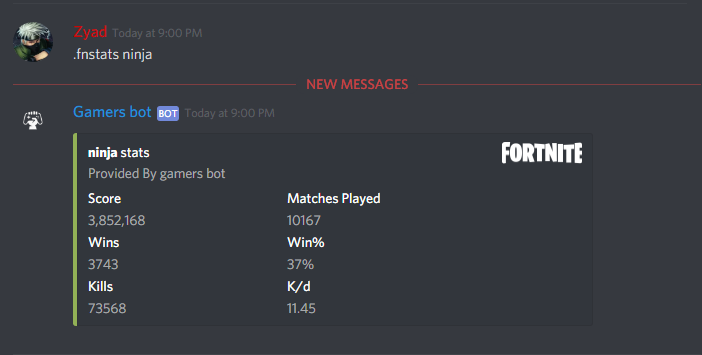 Zyad Today at 9:00 PM
.fnstats ninja
NEW MESSAGES
Gamers bot BOT Today at 9:00 PM
ninja stats
FORTNITE
Provided By gamers bot
Score Matches Played
3,852,168 10167
Wins Win%
3743 37%
Kills K/d
73568 11.45